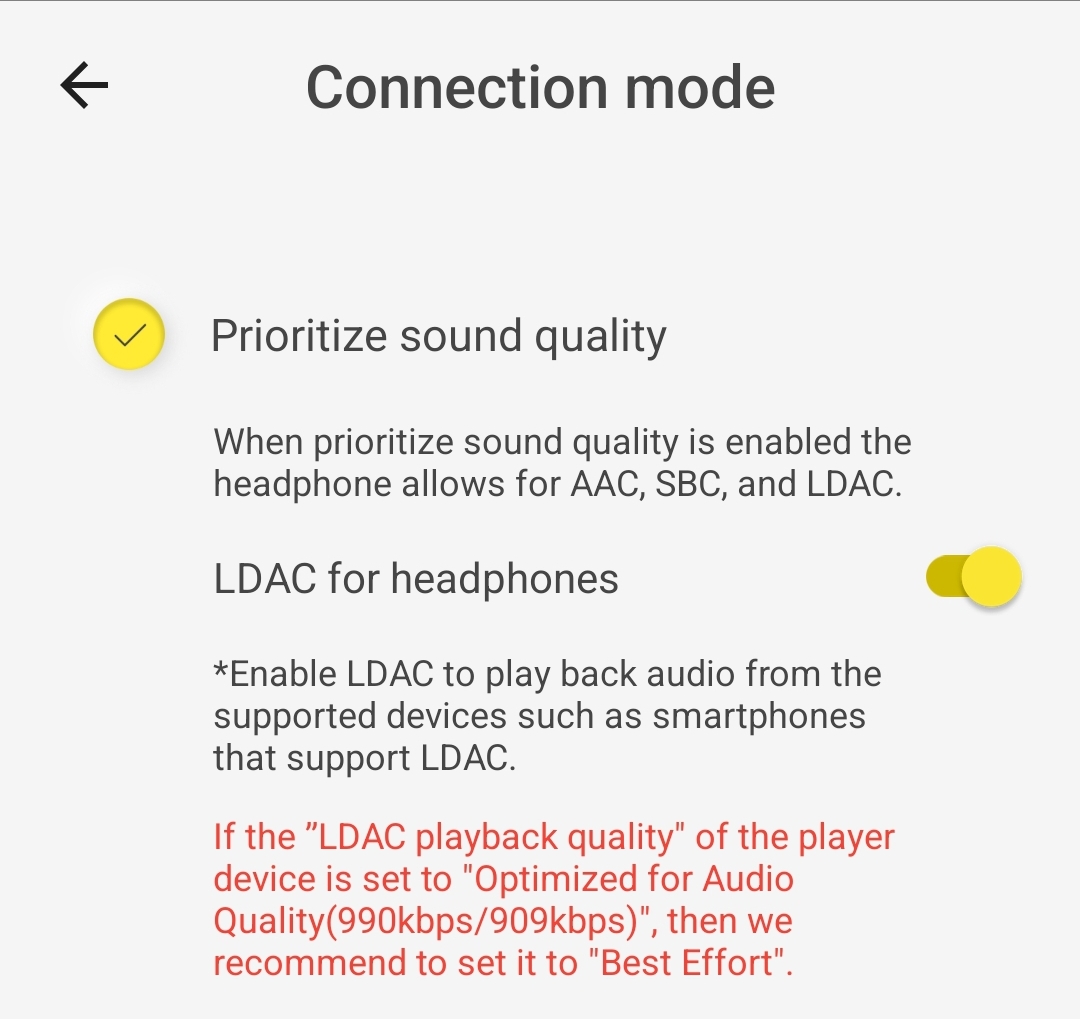 Connection mode
Prioritize sound quality
When prioritize sound quality is enabled the
headphone allows for AAC, SBC, and LDAC.
LDAC for headphones
*Enable LDAC to play back audio from the
supported devices such as smartphones
that support LDAC.
If the ”LDAC playback quality" of the player
device is set to "Optimized for Audio
Quality(990kbps/909kbps)", then we
recommend to set it to "Best Effort".